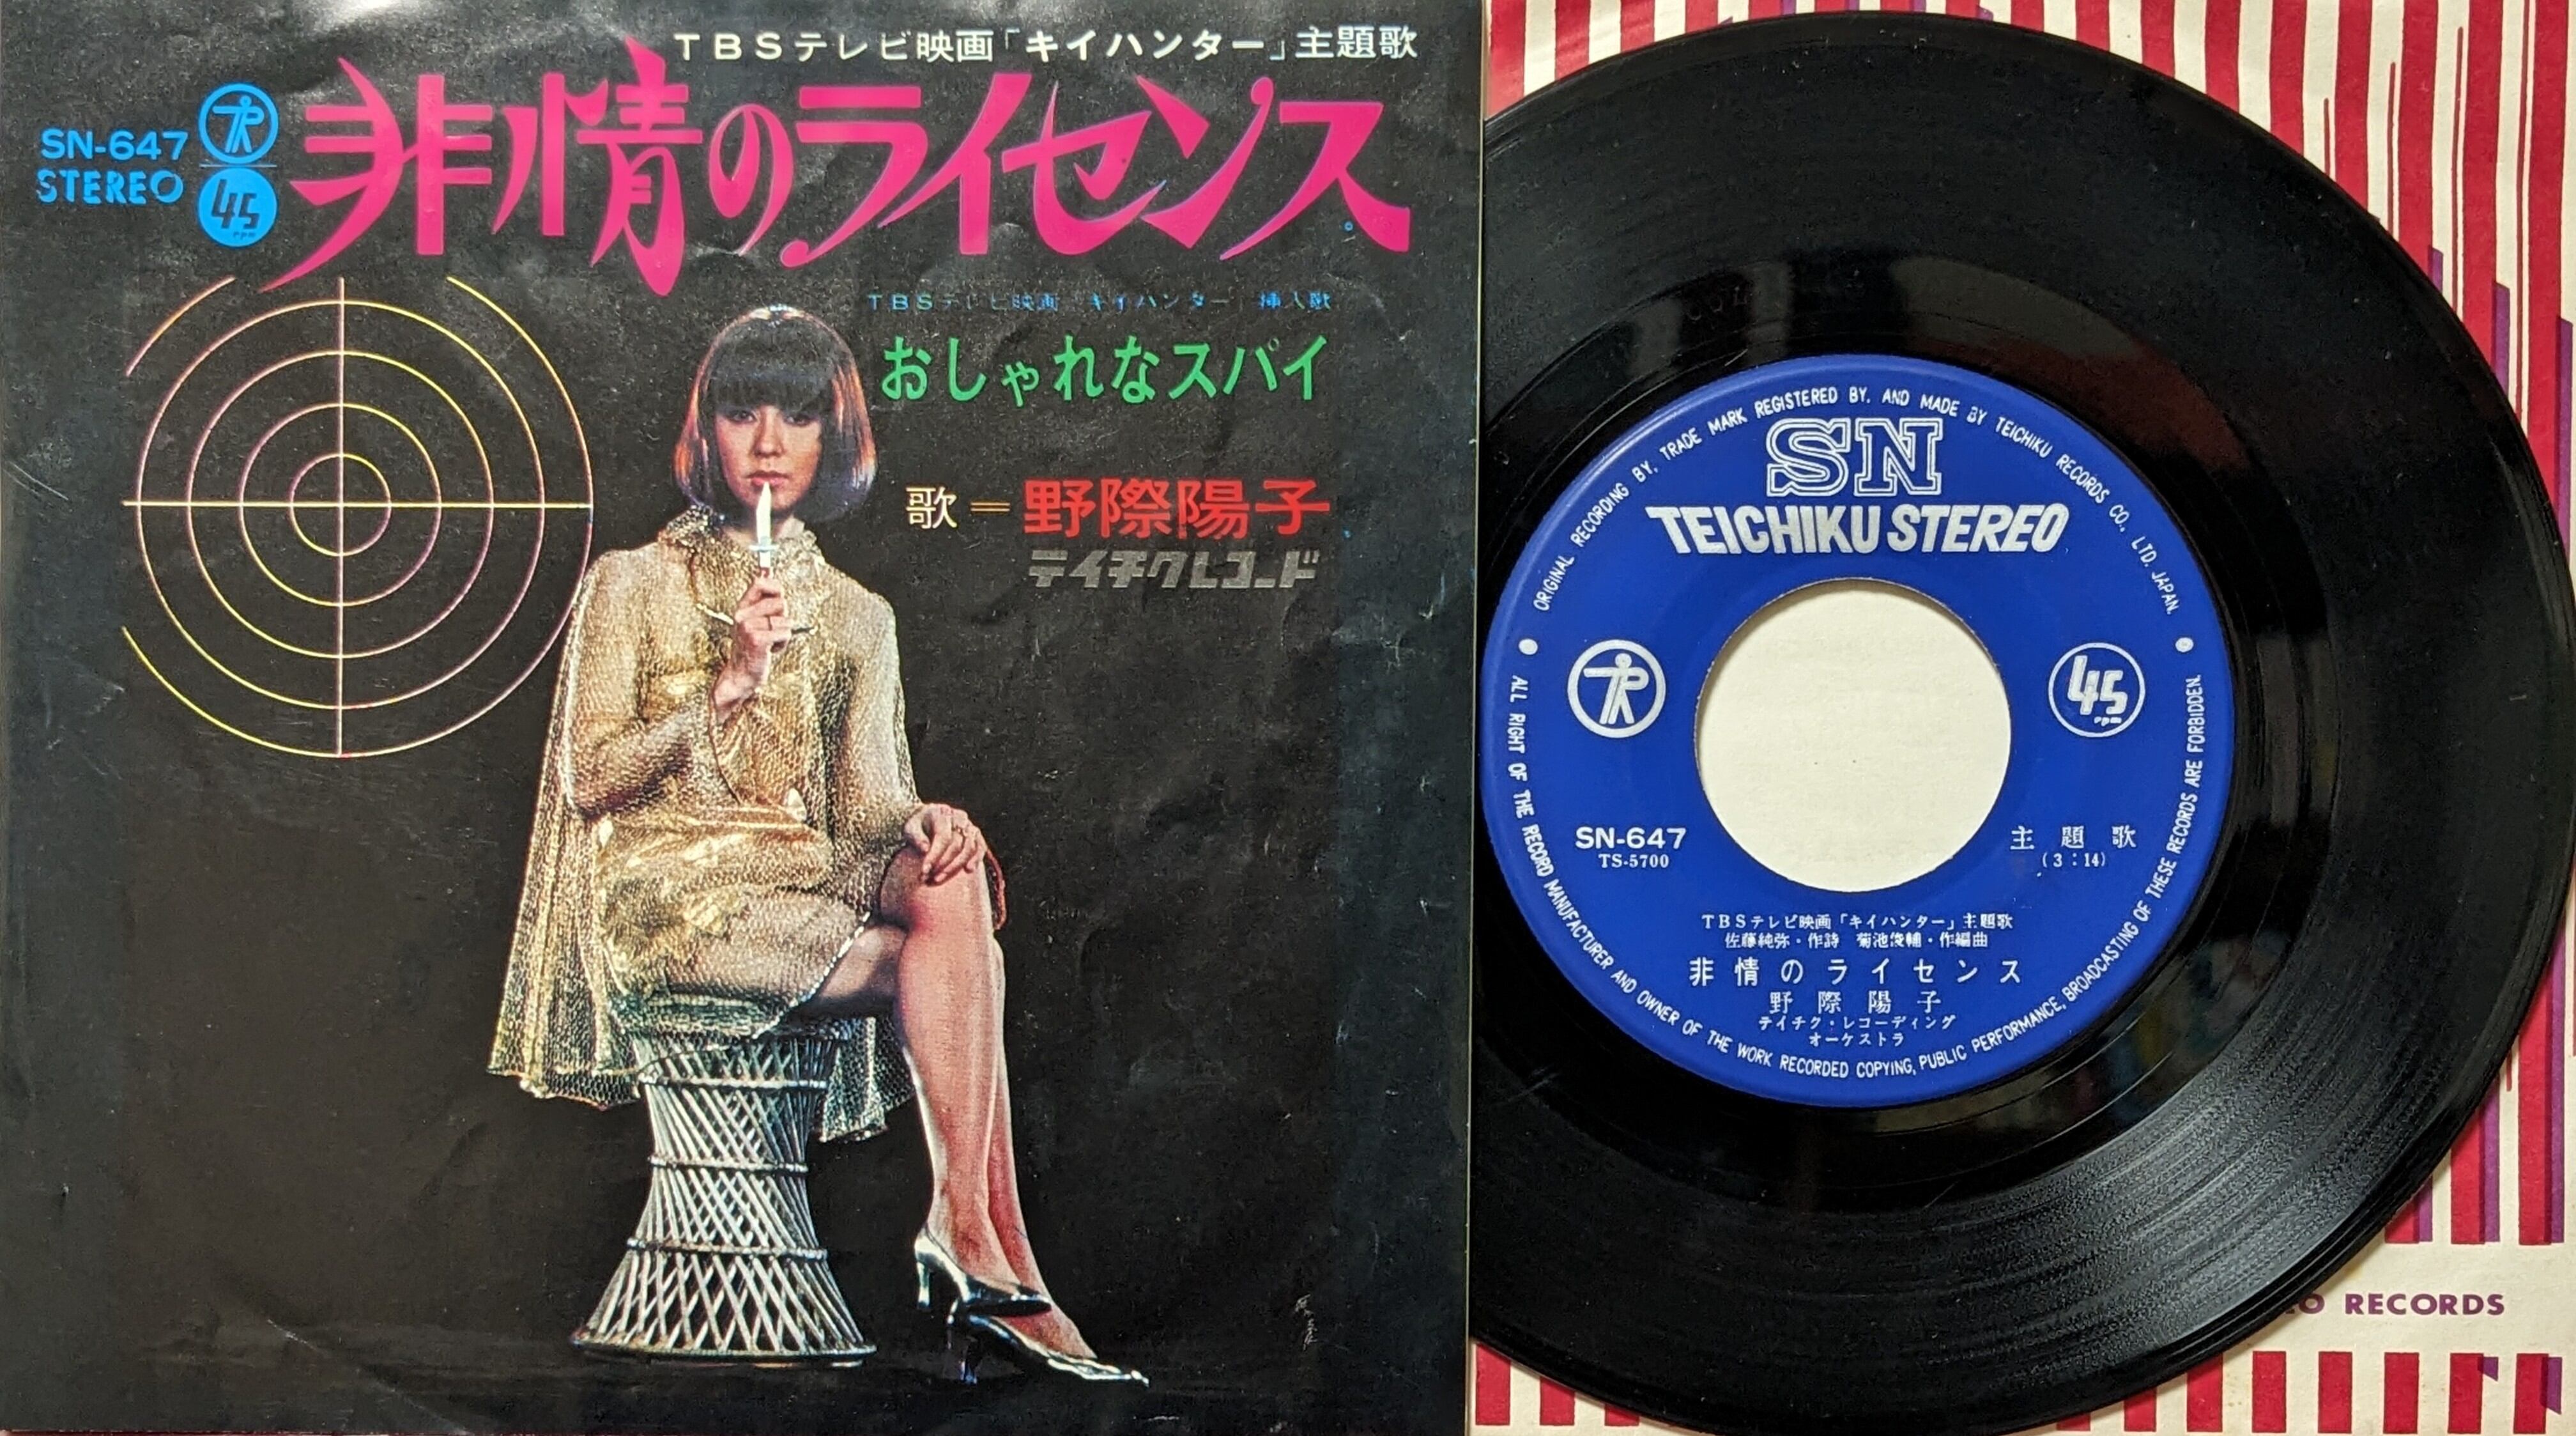 TBSテレビ映画「キイハンター」主題歌
SN-647
STEREO
45
rpm
非情のライセンス
TBSテレビ映画「キイハンター」挿入歌
おしゃれなスパイ
歌＝野際陽子
テイチクレコード
ORIGINAL RECORDING BY, TRADE MARK REGISTERED BY, AND MADE BY TEICHIKU RECORDS CO., LTD. JAPAN.
SN
TEICHIKU STEREO
45
rpm
SN-647
TS-5700
主題歌
(3:14)
TBSテレビ映画「キイハンター」主題歌
佐藤純弥・作詩 菊池俊輔・作編曲
非情のライセンス
野際陽子
テイチク・レコーディング
オーケストラ
ALL RIGHT OF THE RECORD MANUFACTURER AND OWNER OF THE WORK RECORDED COPYING, PUBLIC PERFORMANCE, BROADCASTING OF THESE RECORDS ARE FORBIDDEN.
RECORDS